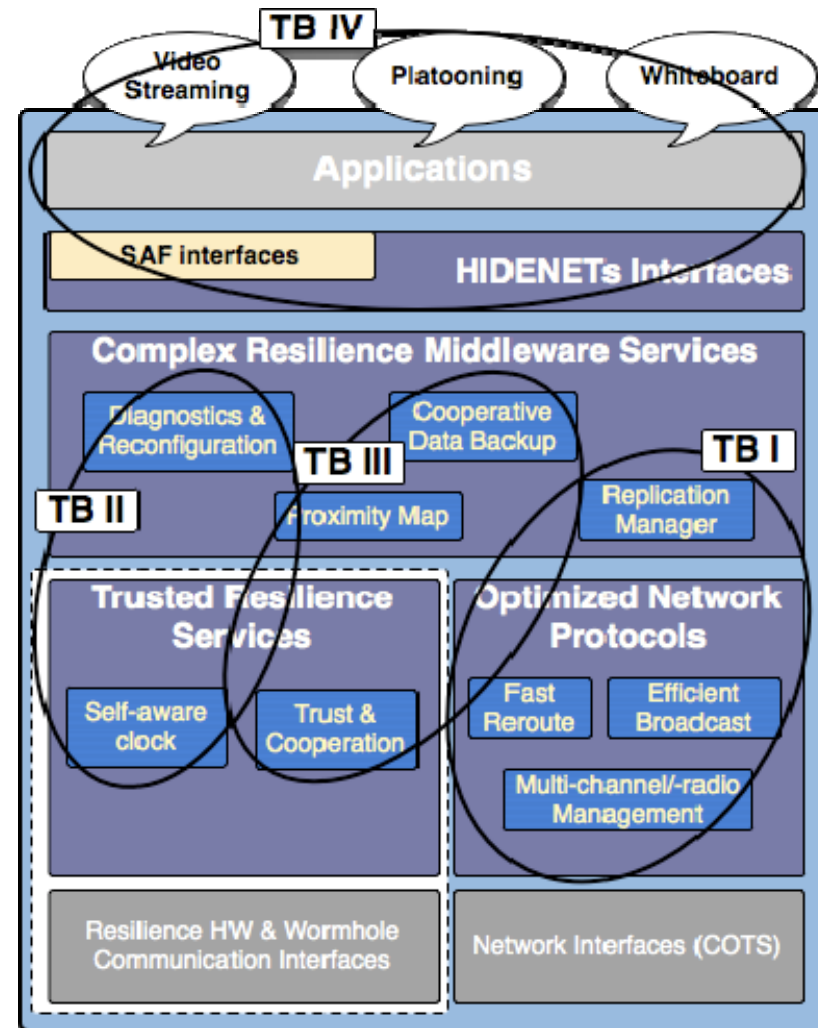 TB IV
Video
Streaming
Platooning
Whiteboard
Applications
SAF interfaces
HIDENETs Interfaces
Complex Resilience Middleware Services
Diagnostics &
Reconfiguration
Cooperative
Data Backup
TB III
TB I
TB II
Proximity Map
Replication
Manager
Trusted Resilience
Services
Optimized Network
Protocols
Self-aware
clock
Trust &
Cooperation
Fast
Reroute
Efficient
Broadcast
Multi-channel/-radio
Management
Resilience HW & Wormhole
Communication Interfaces
Network Interfaces (COTS)